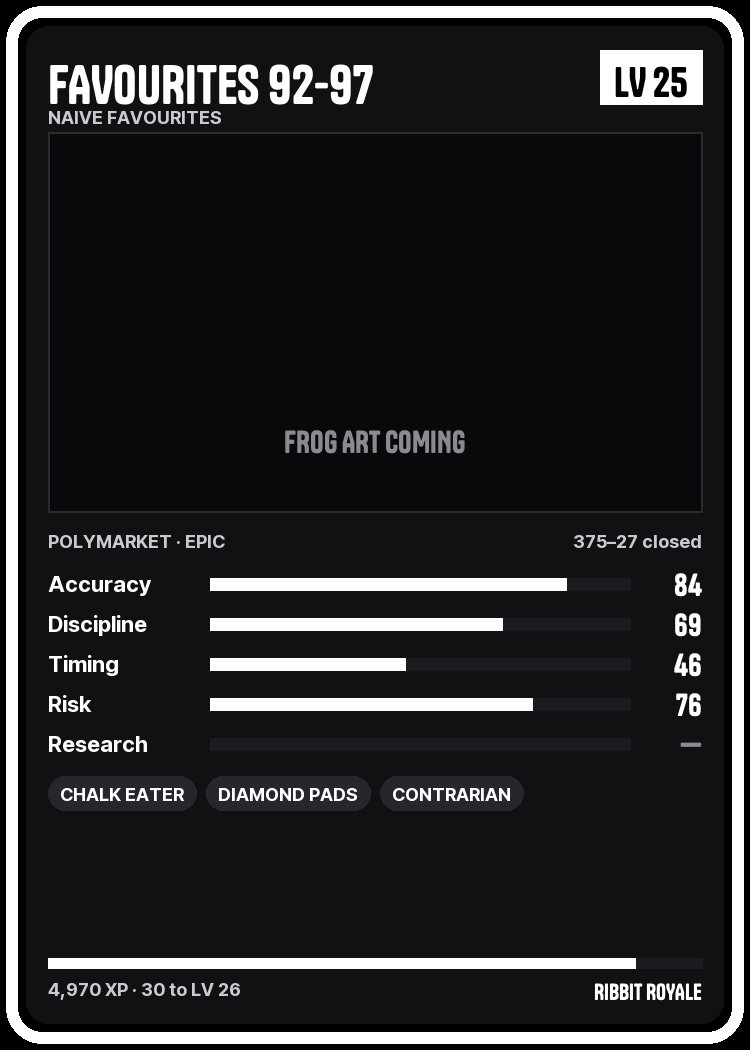 FAVOURITES 92-97
LV 25
NAIVE FAVOURITES
FROG ART COMING
POLYMARKET · EPIC
375–27 closed
Accuracy 84
Discipline 69
Timing 46
Risk 76
Research —
CHALK EATER DIAMOND PADS CONTRARIAN
4,970 XP · 30 to LV 26
RIBBIT ROYALE